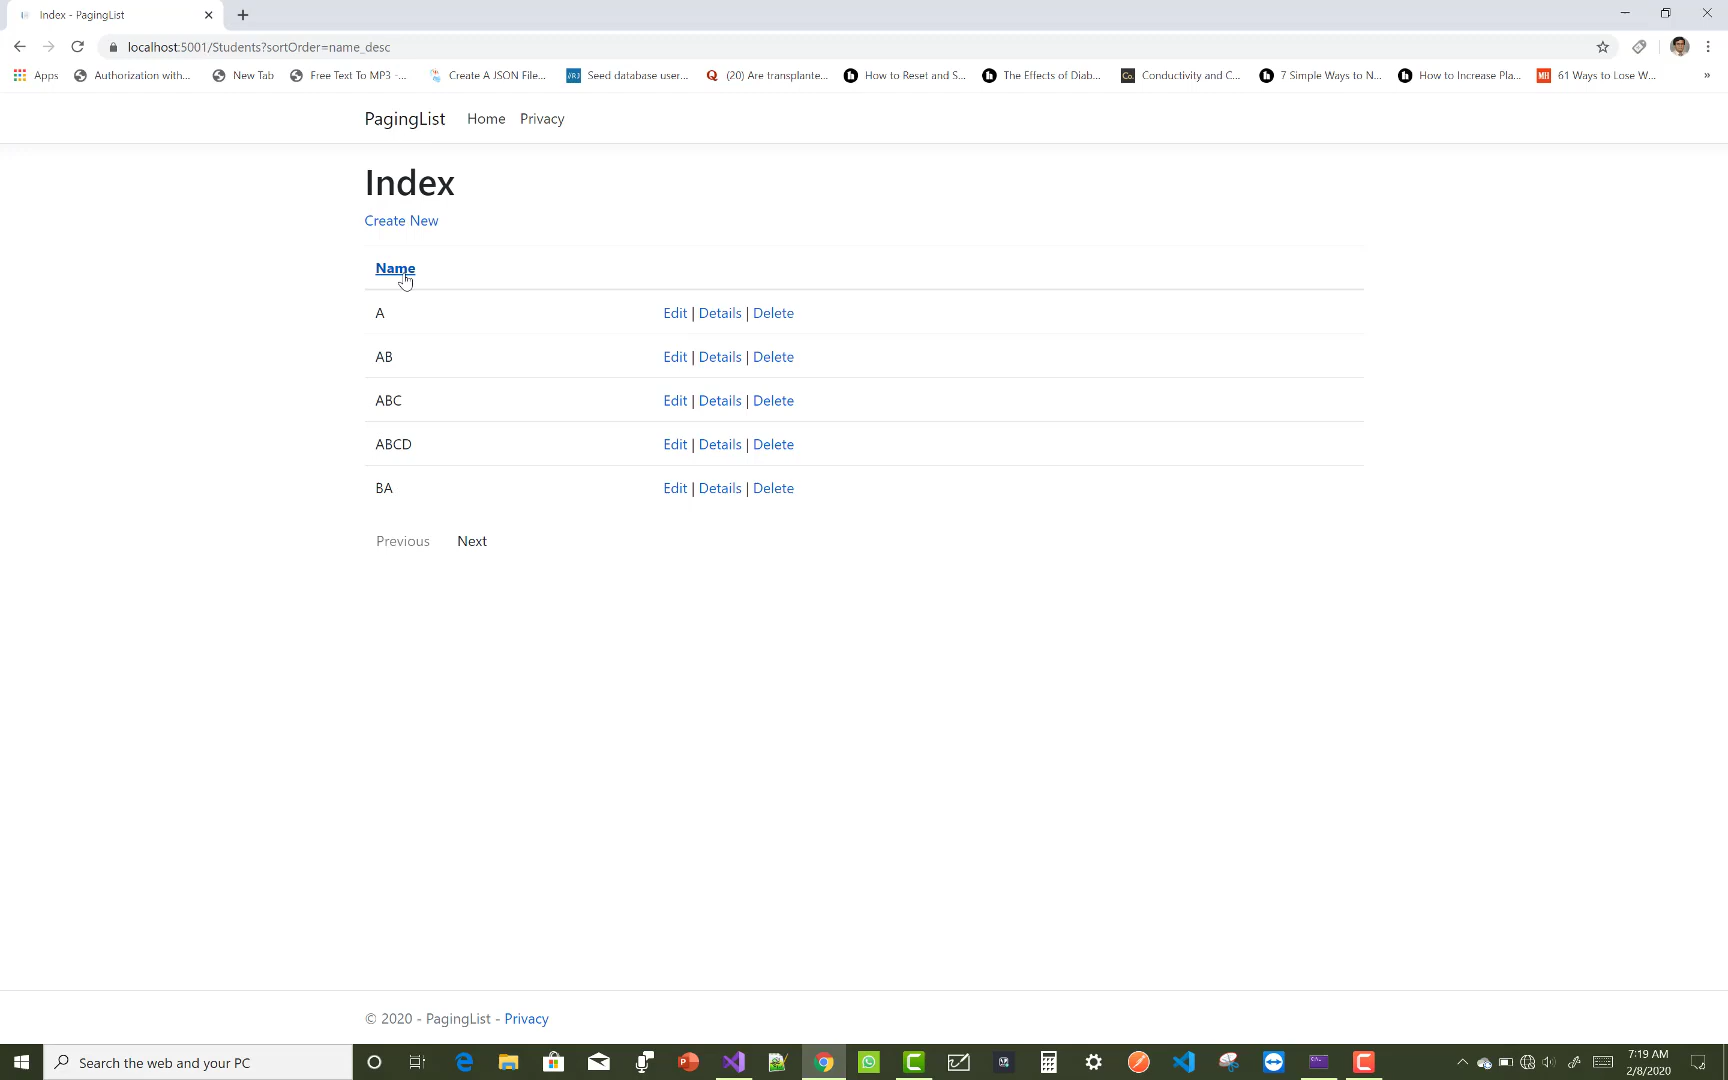 Index - PagingList
localhost:5001/Students?sortOrder=name_desc
Apps Authorization with... New Tab Free Text To MP3 -... Create A JSON File... Seed database user... (20) Are transplante... How to Reset and S... The Effects of Diab... Conductivity and C... 7 Simple Ways to N... How to Increase Pla... 61 Ways to Lose W... »
PagingList Home Privacy
Index
Create New
Name
A Edit | Details | Delete
AB Edit | Details | Delete
ABC Edit | Details | Delete
ABCD Edit | Details | Delete
BA Edit | Details | Delete
Previous Next
© 2020 - PagingList - Privacy
Search the web and your PC
7:19 AM
2/8/2020